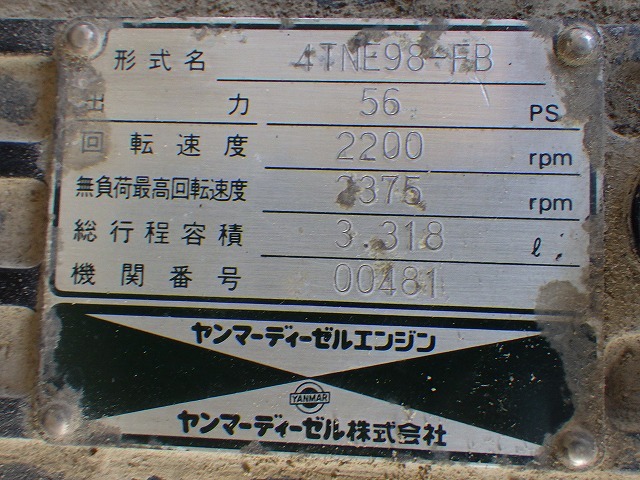 形式名 4TNE98-FB
出力 56 PS
回転速度 2200 rpm
無負荷最高回転速度 2375 rpm
総行程容積 3.318 ℓ
機関番号 00481
ヤンマーディーゼルエンジン
YANMAR
ヤンマーディーゼル株式会社